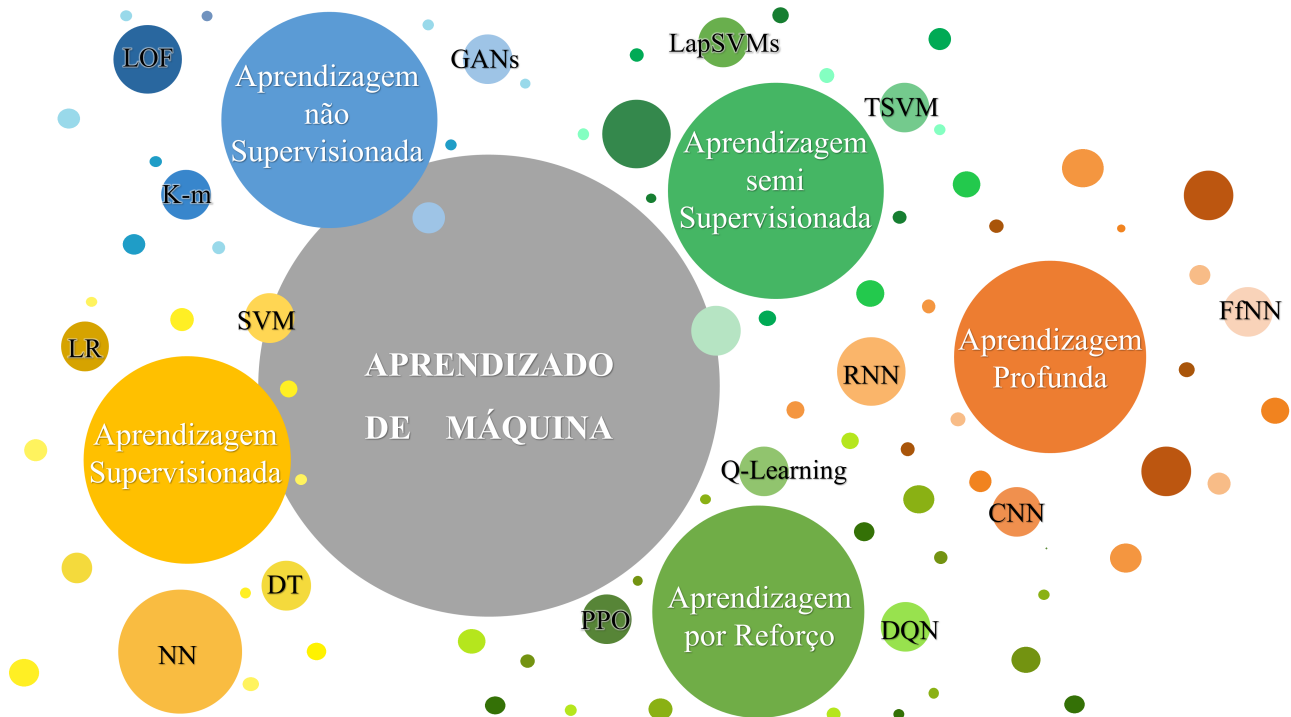 LOF
Aprendizagem
não
Supervisionada
GANs
K-m
LapSVMs
TSVM
Aprendizagem
semi
Supervisionada
APRENDIZADO
DE MÁQUINA
SVM
LR
Aprendizagem
Supervisionada
DT
NN
RNN
Aprendizagem
Profunda
FfNN
CNN
Q-Learning
Aprendizagem
por Reforço
PPO
DQN